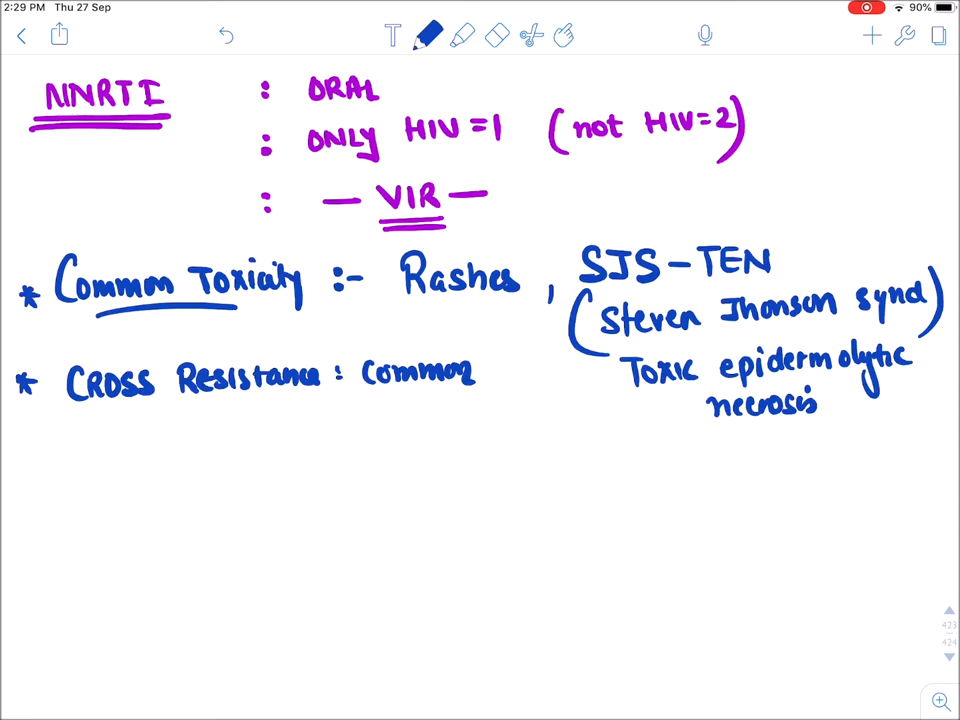 2:29 PM Thu 27 Sep 90%
T
NNRTI : ORAL
: ONLY HIV=1 (not HIV=2)
: — VIR —
* Common Toxicity :- Rashes, SJS-TEN
(Steven Jhonson synd)
Toxic epidermolytic
necrosis
* CROSS Resistance : Common
423
424